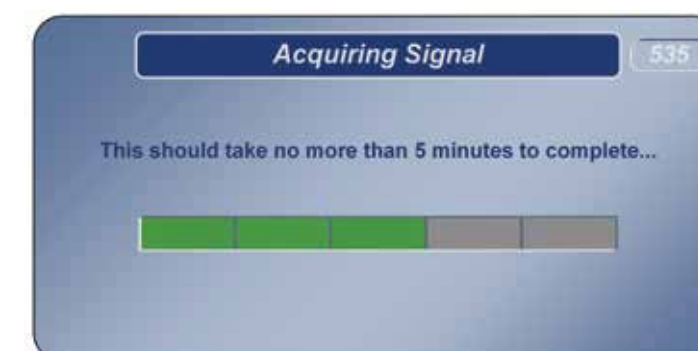 Acquiring Signal
535
This should take no more than 5 minutes to complete...